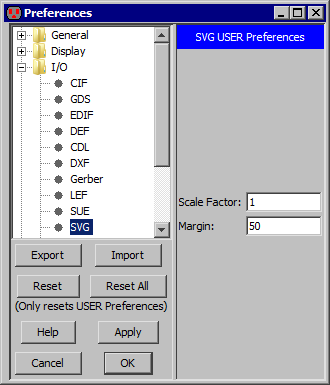 Preferences
General
Display
I/O
CIF
GDS
EDIF
DEF
CDL
DXF
Gerber
LEF
SUE
SVG
Export Import
Reset Reset All
(Only resets USER Preferences)
Help Apply
Cancel OK
SVG USER Preferences
Scale Factor: 1
Margin: 50